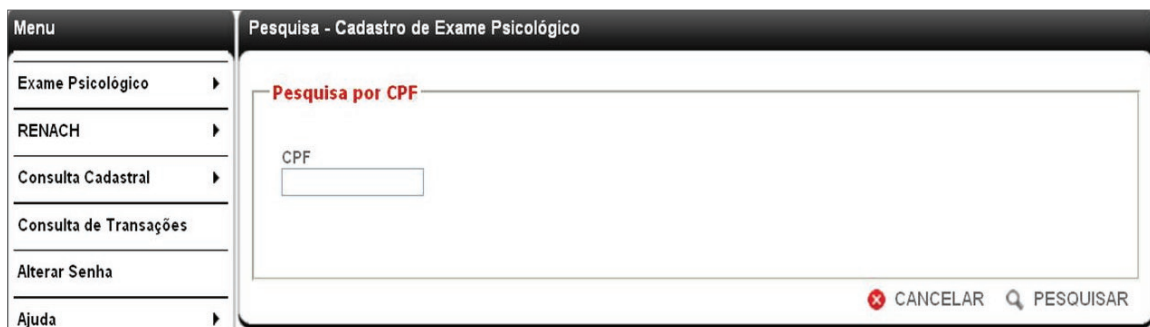 Menu
Exame Psicológico
RENACH
Consulta Cadastral
Consulta de Transações
Alterar Senha
Ajuda
Pesquisa - Cadastro de Exame Psicológico
Pesquisa por CPF
CPF
CANCELAR PESQUISAR